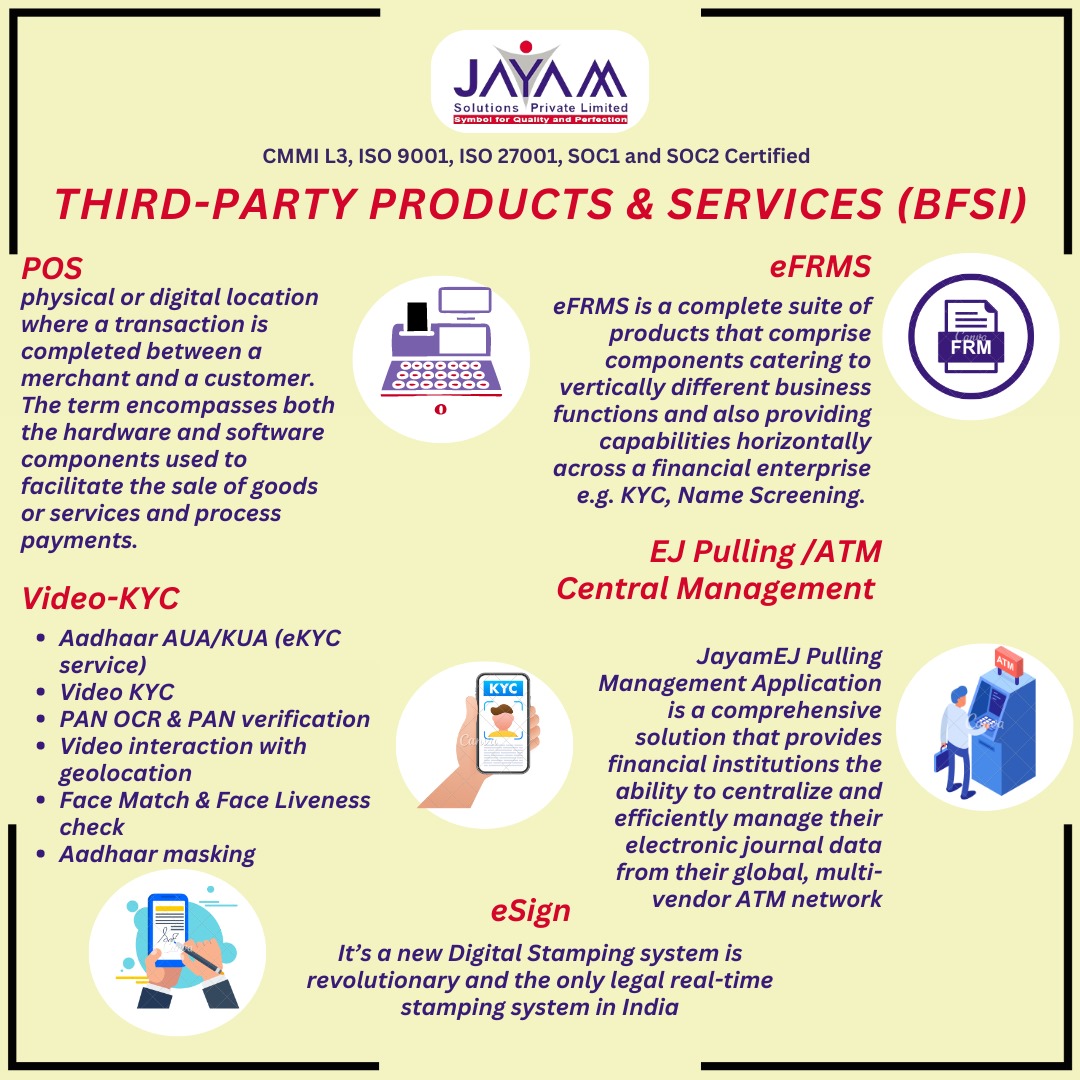 JAYAM
Solutions Private Limited
Symbol for Quality and Perfection
CMMI L3, ISO 9001, ISO 27001, SOC1 and SOC2 Certified
THIRD-PARTY PRODUCTS & SERVICES (BFSI)
POS
physical or digital location
where a transaction is
completed between a
merchant and a customer.
The term encompasses both
the hardware and software
components used to
facilitate the sale of goods
or services and process
payments.
eFRMS
eFRMS is a complete suite of
products that comprise
components catering to
vertically different business
functions and also providing
capabilities horizontally
across a financial enterprise
e.g. KYC, Name Screening.
Canva
FRM
Video-KYC
• Aadhaar AUA/KUA (eKYC
service)
• Video KYC
• PAN OCR & PAN verification
• Video interaction with
geolocation
• Face Match & Face Liveness
check
• Aadhaar masking
KYC
Canva
EJ Pulling /ATM
Central Management
JayamEJ Pulling
Management Application
is a comprehensive
solution that provides
financial institutions the
ability to centralize and
efficiently manage their
electronic journal data
from their global, multi-
vendor ATM network
ATM
Canva
eSign
It’s a new Digital Stamping system is
revolutionary and the only legal real-time
stamping system in India